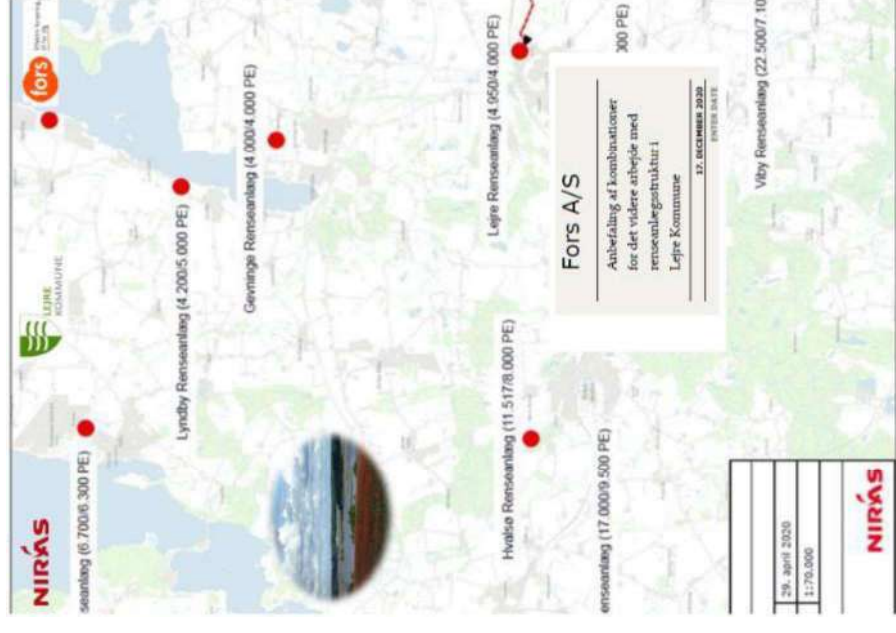 NIRÁS
LEJRE
KOMMUNE
fors
seanlæg (6.700/6.300 PE)
Lyndby Renseanlæg (4.200/5.000 PE)
Gevninge Renseanlæg (4.000/4.000 PE)
Lejre Renseanlæg (4.950/4.000 PE)
Hvalsø Renseanlæg (11.517/8.000 PE)
000 PE)
enseanlæg (17.000/9.500 PE)
Fors A/S
Anbefaling af kombinationer
for det videre arbejde med
renseanlægsstruktur i
Lejre Kommune
17. DECEMBER 2020
ENTER DATE
Viby Renseanlæg (22.500/7.10
29. april 2020
1:70.000
NIRÁS